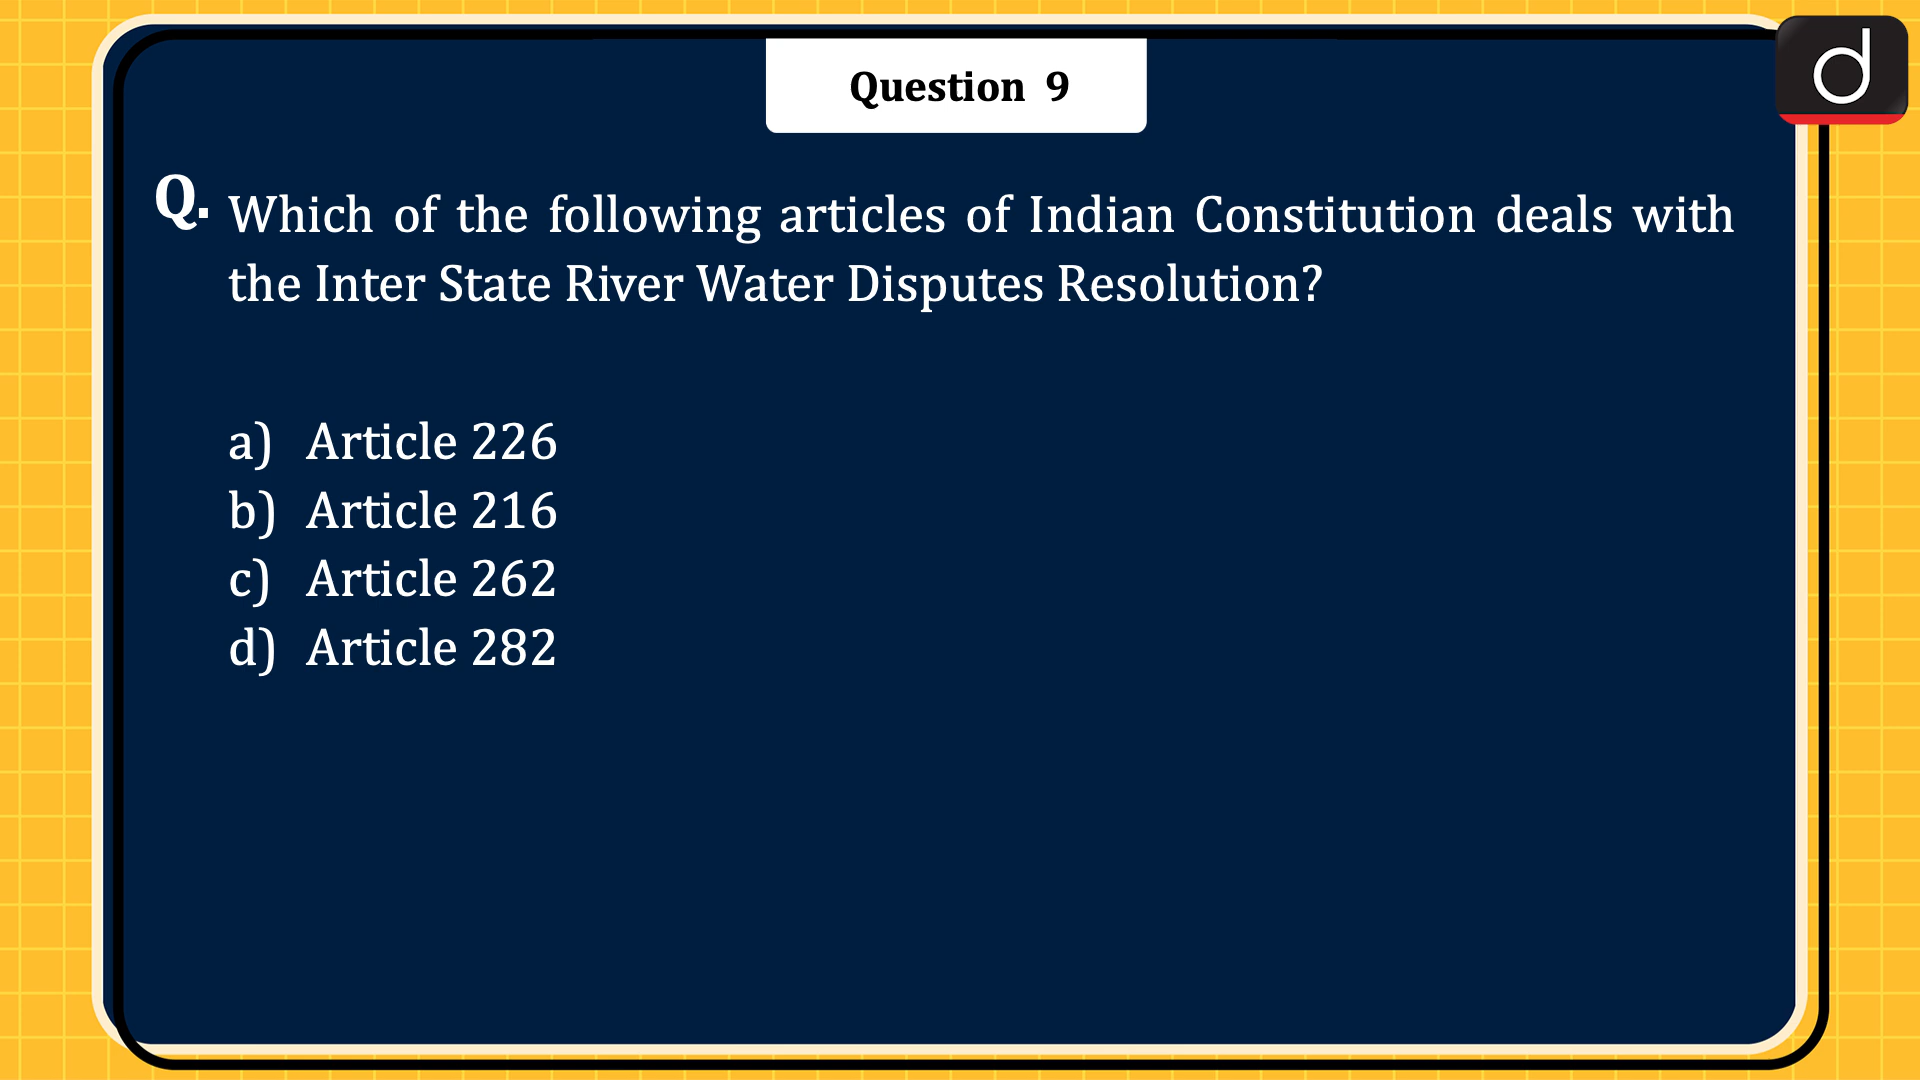 Question 9
Q. Which of the following articles of Indian Constitution deals with
the Inter State River Water Disputes Resolution?
a) Article 226
b) Article 216
c) Article 262
d) Article 282